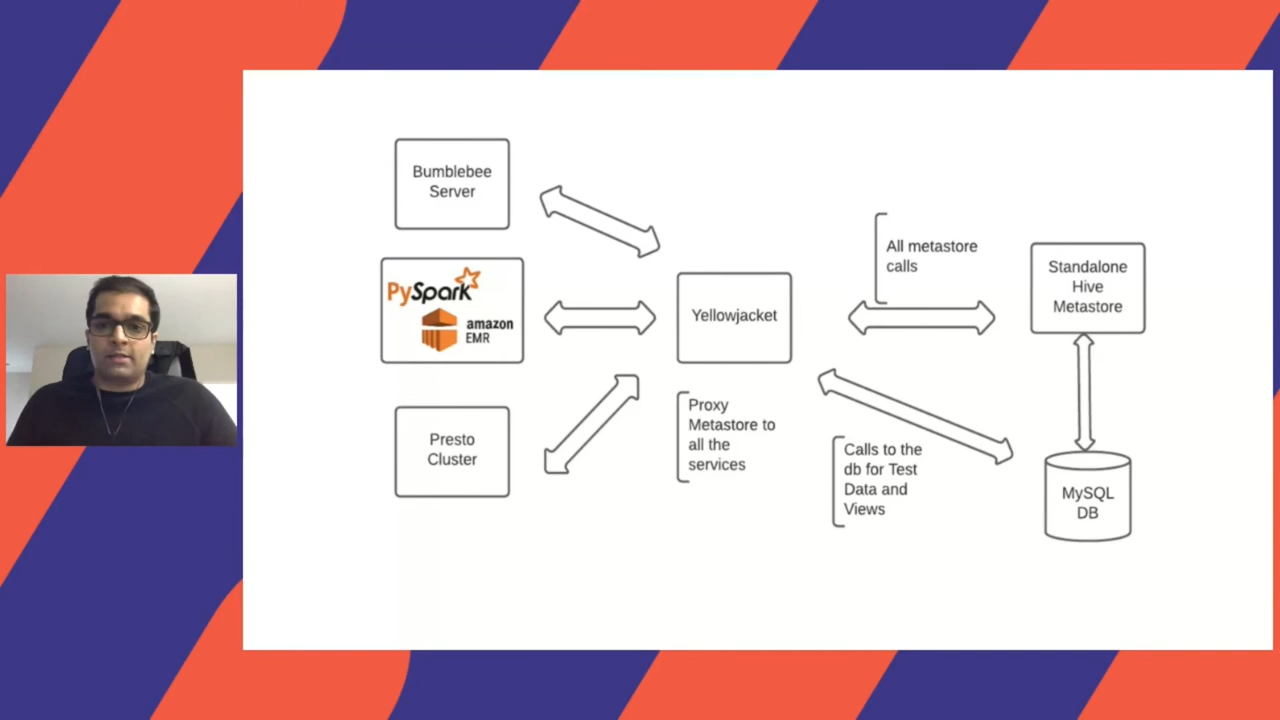 Bumblebee
Server
PySpark
amazon
EMR
Presto
Cluster
Yellowjacket
Proxy
Metastore to
all the
services
All metastore
calls
Calls to the
db for Test
Data and
Views
Standalone
Hive
Metastore
MySQL
DB